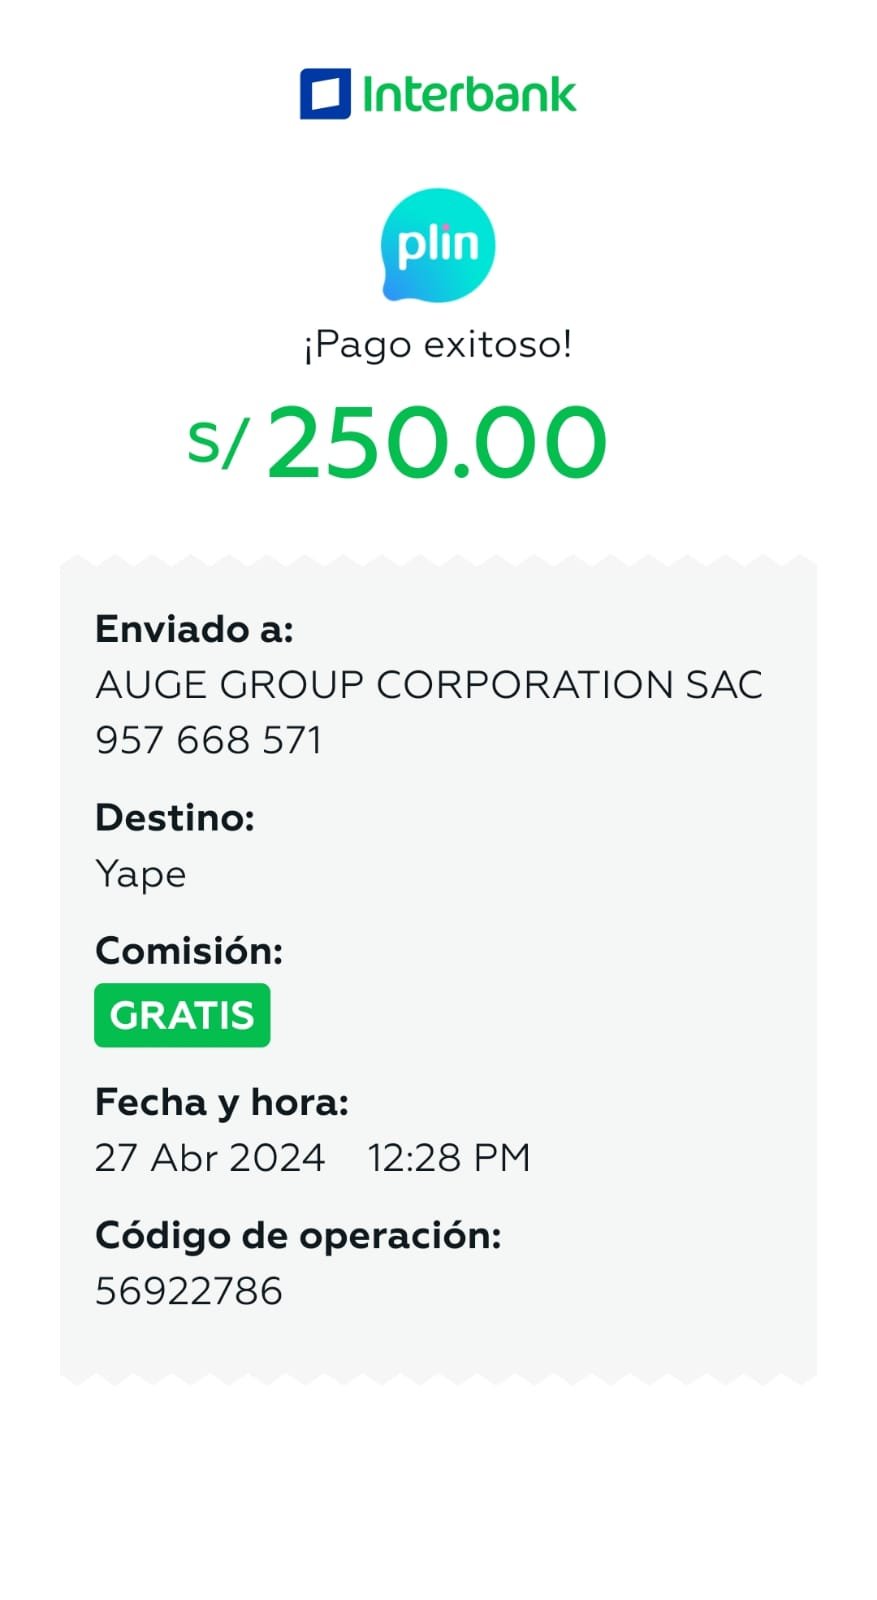 Interbank
plin
¡Pago exitoso!
S/ 250.00
Enviado a:
AUGE GROUP CORPORATION SAC
957 668 571
Destino:
Yape
Comisión:
GRATIS
Fecha y hora:
27 Abr 2024 12:28 PM
Código de operación:
56922786